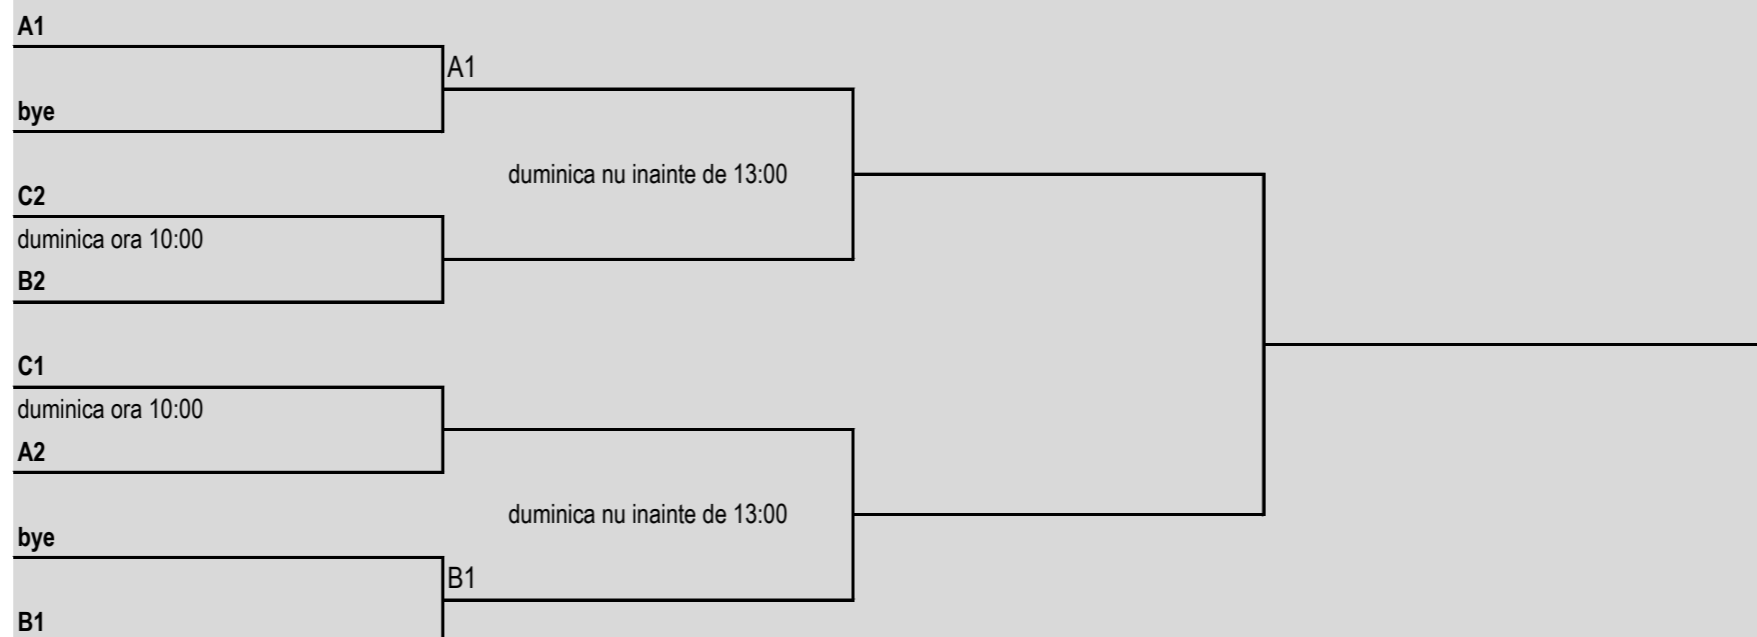 A1
A1
bye
duminica nu inainte de 13:00
C2
duminica ora 10:00
B2
C1
duminica ora 10:00
A2
duminica nu inainte de 13:00
bye
B1
B1